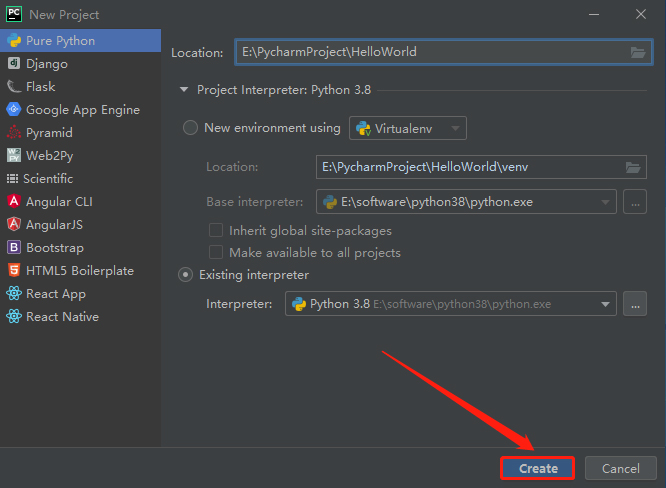 PC New Project
Pure Python
Django
Flask
Google App Engine
Pyramid
Web2Py
Scientific
Angular CLI
AngularJS
Bootstrap
HTML5 Boilerplate
React App
React Native
Location: E:\PycharmProject\HelloWorld
Project Interpreter: Python 3.8
New environment using Virtualenv
Location: E:\PycharmProject\HelloWorld\venv
Base interpreter: E:\software\python38\python.exe ...
Inherit global site-packages
Make available to all projects
Existing interpreter
Interpreter: Python 3.8 E:\software\python38\python.exe ...
Create Cancel